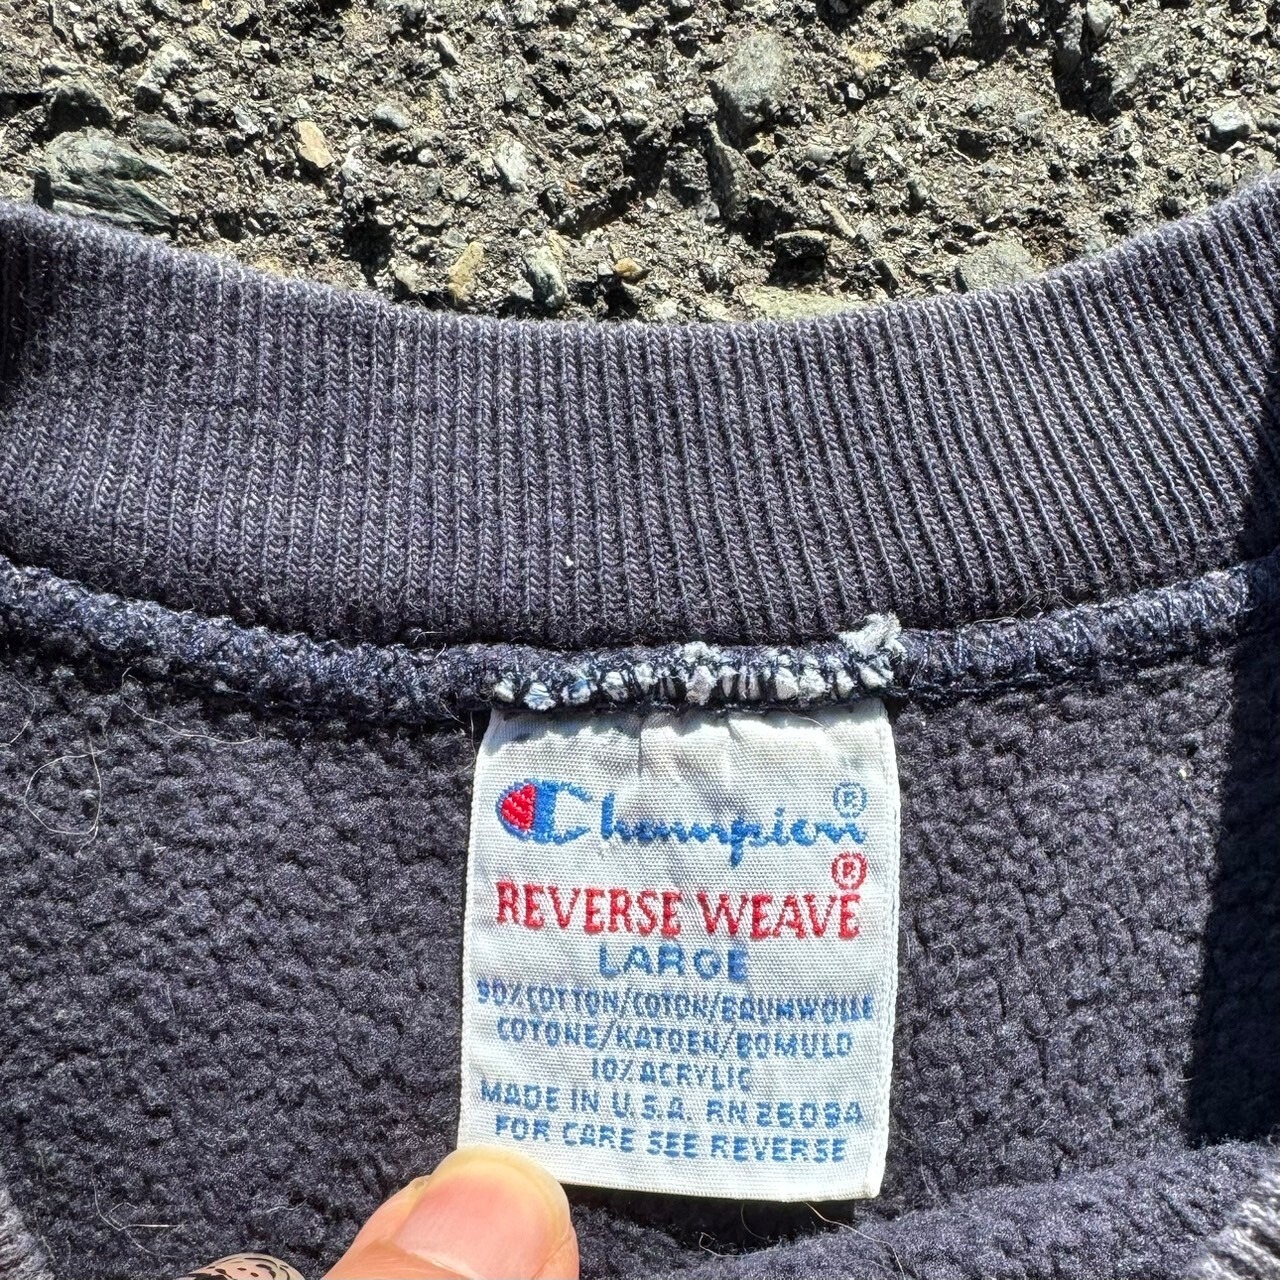 Champion®
REVERSE WEAVE®
LARGE
90%COTTON/COTON/BAUMWOLLE
COTONE/KATOEN/BOMULD
10% ACRYLIC
MADE IN U.S.A. RN 26094
FOR CARE SEE REVERSE